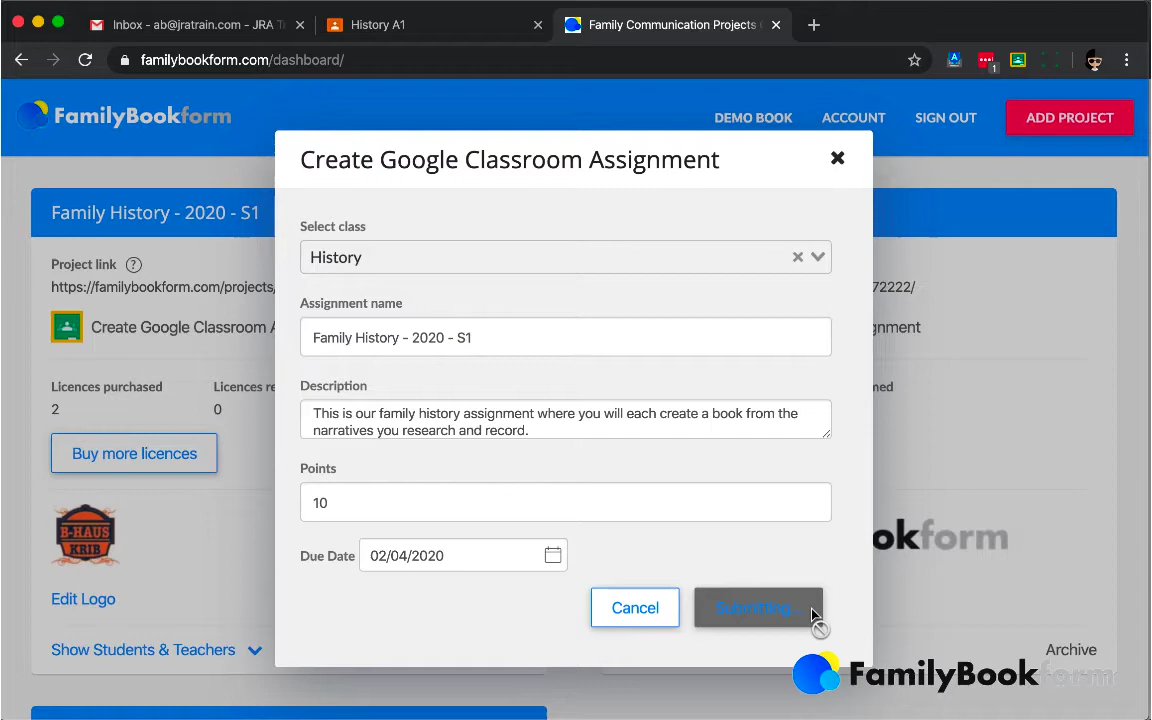 Inbox - ab@jratrain.com - JRA T
History A1
Family Communication Projects
familybookform.com/dashboard/
1
FamilyBookform
DEMO BOOK
ACCOUNT
SIGN OUT
ADD PROJECT
Create Google Classroom Assignment
Family History - 2020 - S1
Select class
History
Project link ?
https://familybookform.com/projects/
72222/
Assignment name
Family History - 2020 - S1
Create Google Classroom A
gnment
Licences purchased
Licences re
med
2
0
Description
This is our family history assignment where you will each create a book from the
narratives you research and record.
Buy more licences
Points
10
B-HAUS
KRIB
okform
Due Date
02/04/2020
Edit Logo
Cancel
Submitting...
Show Students & Teachers
Archive
FamilyBookform